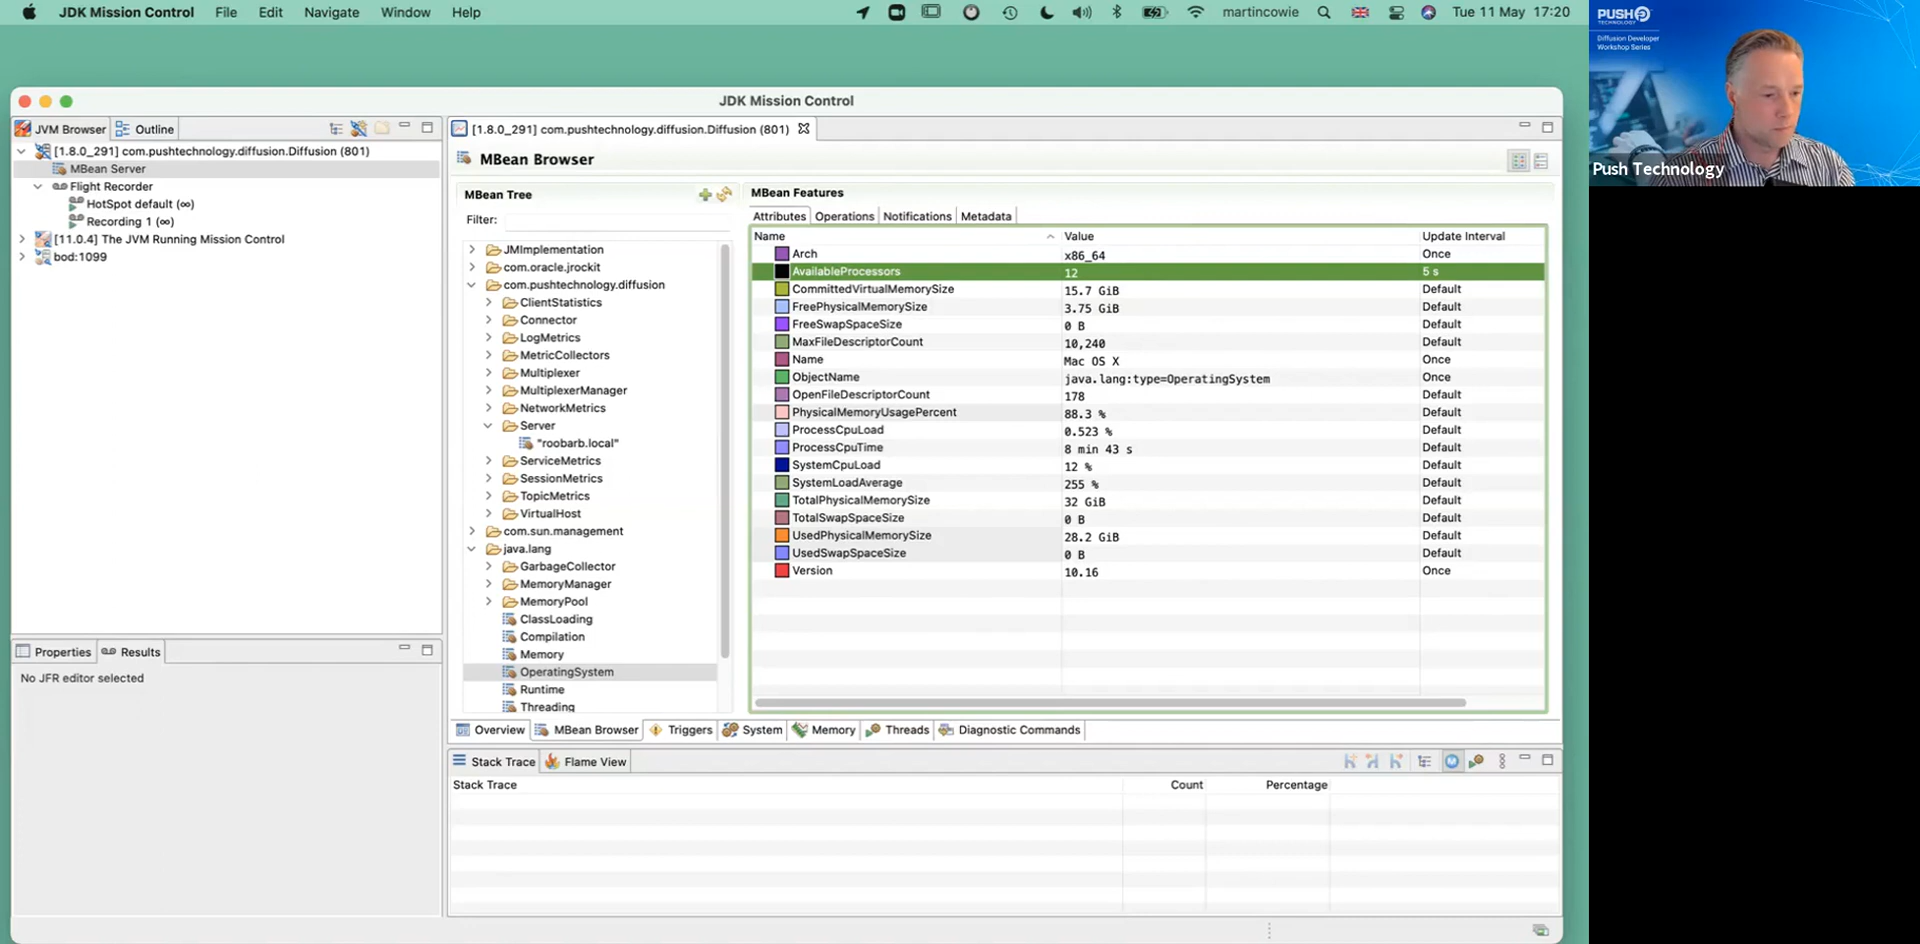 JDK Mission Control File Edit Navigate Window Help martincowie Tue 11 May 17:20
PUSH
TECHNOLOGY
Diffusion Developer
Workshop Series
Push Technology
JDK Mission Control
JVM Browser Outline
[1.8.0_291] com.pushtechnology.diffusion.Diffusion (801)
MBean Server
Flight Recorder
HotSpot default (∞)
Recording 1 (∞)
[11.0.4] The JVM Running Mission Control
bod:1099
Properties Results
No JFR editor selected
[1.8.0_291] com.pushtechnology.diffusion.Diffusion (801)
MBean Browser
MBean Tree
Filter:
JMImplementation
com.oracle.jrockit
com.pushtechnology.diffusion
ClientStatistics
Connector
LogMetrics
MetricCollectors
Multiplexer
MultiplexerManager
NetworkMetrics
Server
"roobarb.local"
ServiceMetrics
SessionMetrics
TopicMetrics
VirtualHost
com.sun.management
java.lang
GarbageCollector
MemoryManager
MemoryPool
ClassLoading
Compilation
Memory
OperatingSystem
Runtime
Threading
MBean Features
Attributes Operations Notifications Metadata
Name Value Update Interval
Arch x86_64 Once
AvailableProcessors 12 5 s
CommittedVirtualMemorySize 15.7 GiB Default
FreePhysicalMemorySize 3.75 GiB Default
FreeSwapSpaceSize 0 B Default
MaxFileDescriptorCount 10,240 Default
Name Mac OS X Once
ObjectName java.lang:type=OperatingSystem Once
OpenFileDescriptorCount 178 Default
PhysicalMemoryUsagePercent 88.3 % Default
ProcessCpuLoad 0.523 % Default
ProcessCpuTime 8 min 43 s Default
SystemCpuLoad 12 % Default
SystemLoadAverage 255 % Default
TotalPhysicalMemorySize 32 GiB Default
TotalSwapSpaceSize 0 B Default
UsedPhysicalMemorySize 28.2 GiB Default
UsedSwapSpaceSize 0 B Default
Version 10.16 Once
Overview MBean Browser Triggers System Memory Threads Diagnostic Commands
Stack Trace Flame View
Stack Trace Count Percentage